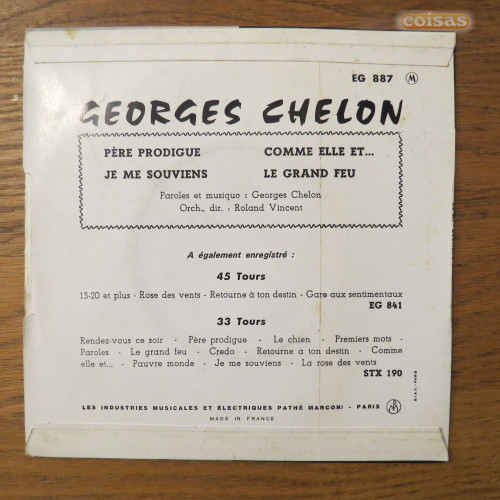 coisas
EG 887 M
GEORGES CHELON
PÈRE PRODIGUE COMME ELLE ET...
JE ME SOUVIENS LE GRAND FEU
Paroles et musique : Georges Chelon
Orch., dir. : Roland Vincent
A également enregistré :
45 Tours
15-20 et plus - Rose des vents - Retourne à ton destin - Gare aux sentimentaux
EG 841
33 Tours
Rendez-vous ce soir - Père prodigue - Le chien - Premiers mots -
Paroles - Le grand feu - Credo - Retourne à ton destin - Comme
elle et... - Pauvre monde - Je me souviens - La rose des vents
STX 190
LES INDUSTRIES MUSICALES ET ÉLECTRIQUES PATHÉ MARCONI - PARIS
MADE IN FRANCE